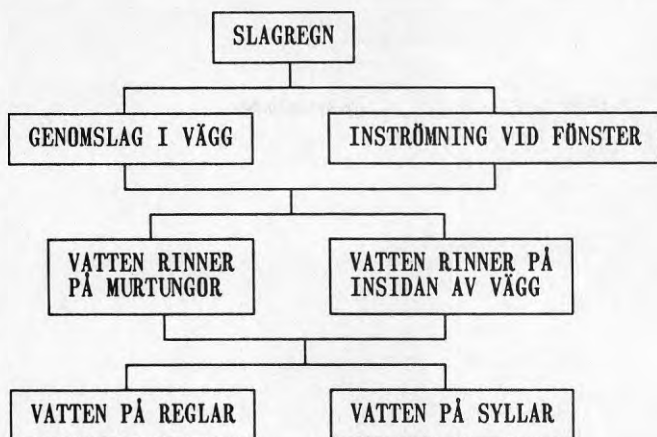 SLAGREGN
GENOMSLAG I VÄGG
INSTRÖMNING VID FÖNSTER
VATTEN RINNER
PÅ MURTUNGOR
VATTEN RINNER PÅ
INSIDAN AV VÄGG
VATTEN PÅ REGLAR
VATTEN PÅ SYLLAR